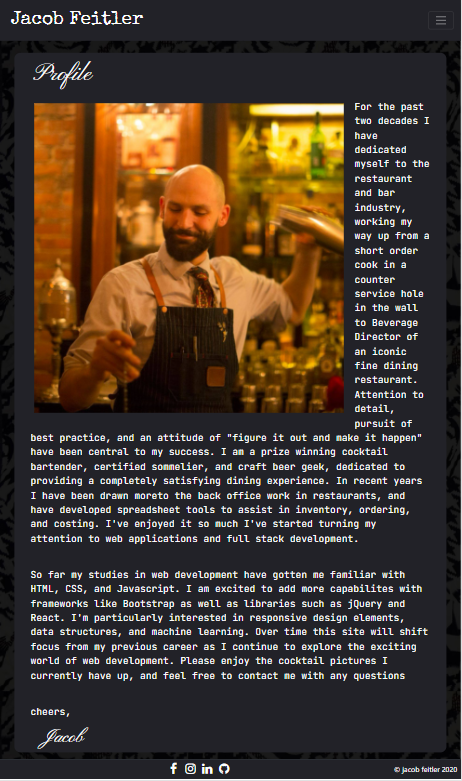 Jacob Feitler
Profile
For the past
two decades I
have
dedicated
myself to the
restaurant
and bar
industry,
working my
way up from a
short order
cook in a
counter
service hole
in the wall
to Beverage
Director of
an iconic
fine dining
restaurant.
Attention to
detail,
pursuit of
best practice, and an attitude of "figure it out and make it happen"
have been central to my success. I am a prize winning cocktail
bartender, certified sommelier, and craft beer geek, dedicated to
providing a completely satisfying dining experience. In recent years
I have been drawn moreto the back office work in restaurants, and
have developed spreadsheet tools to assist in inventory, ordering,
and costing. I've enjoyed it so much I've started turning my
attention to web applications and full stack development.
So far my studies in web development have gotten me familiar with
HTML, CSS, and Javascript. I am excited to add more capabilites with
frameworks like Bootstrap as well as libraries such as jQuery and
React. I'm particularly interested in responsive design elements,
data structures, and machine learning. Over time this site will shift
focus from my previous career as I continue to explore the exciting
world of web development. Please enjoy the cocktail pictures I
currently have up, and feel free to contact me with any questions
cheers,
Jacob
© jacob feitler 2020